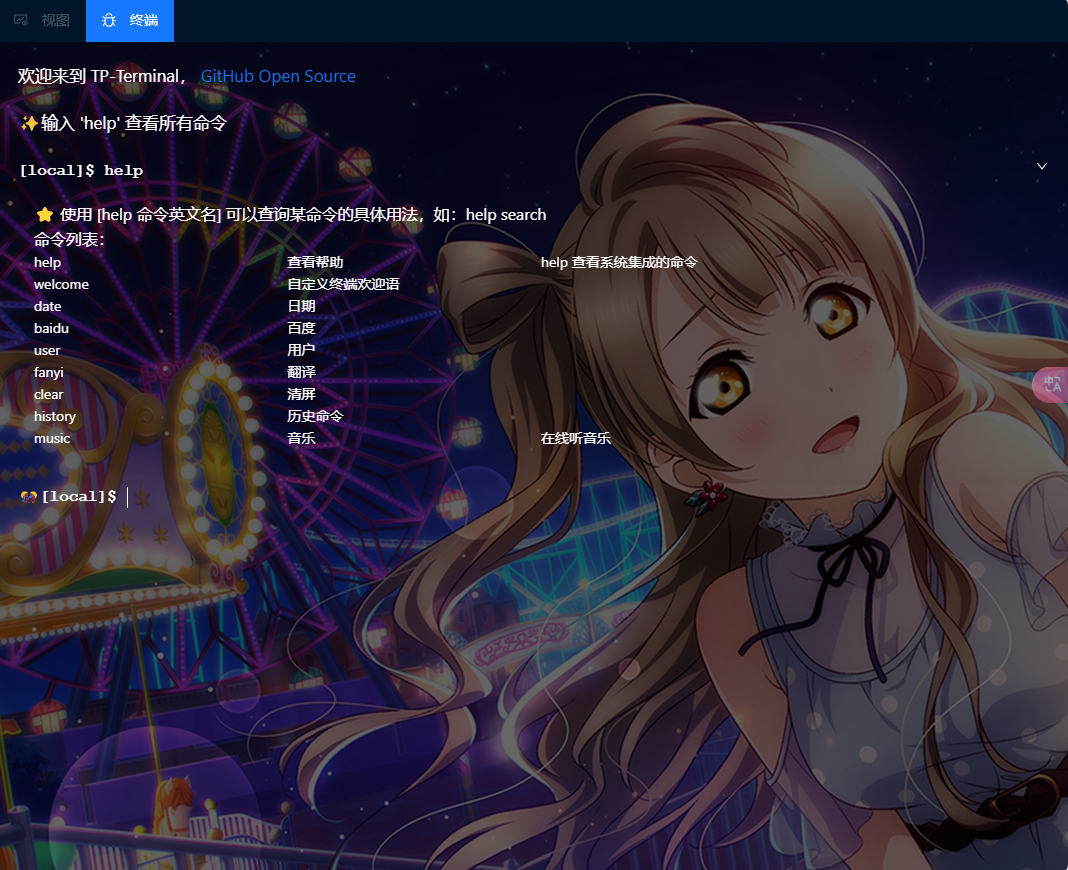 视图 终端
欢迎来到 TP-Terminal， GitHub Open Source
✨输入 'help' 查看所有命令
[local]$ help
⭐ 使用 [help 命令英文名] 可以查询某命令的具体用法，如：help search
命令列表：
help 查看帮助 help 查看系统集成的命令
welcome 自定义终端欢迎语
date 日期
baidu 百度
user 用户
fanyi 翻译
clear 清屏
history 历史命令
music 音乐 在线听音乐
中 A
[local]$